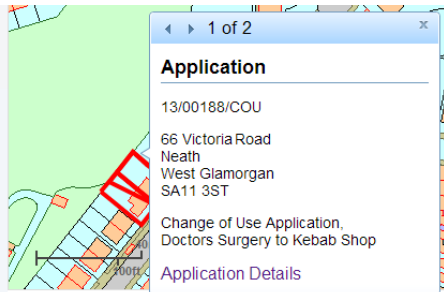 1 of 2
x
Application
13/00188/COU
66 Victoria Road
Neath
West Glamorgan
SA11 3ST
Change of Use Application,
Doctors Surgery to Kebab Shop
Application Details
40
100ft